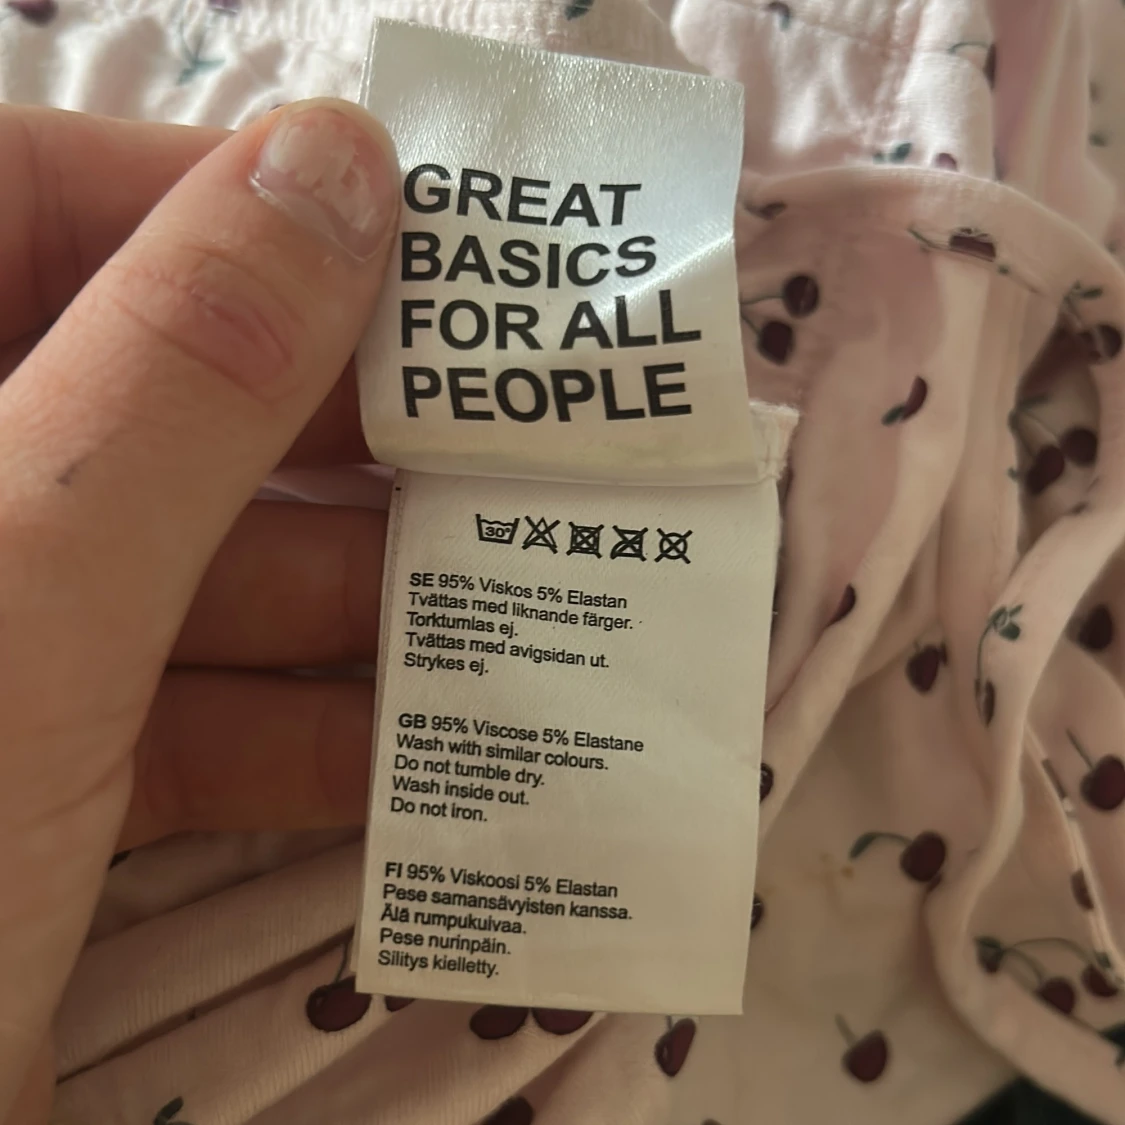 GREAT
BASICS
FOR ALL
PEOPLE
30°
SE 95% Viskos 5% Elastan
Tvättas med liknande färger.
Torktumlas ej.
Tvättas med avigsidan ut.
Strykes ej.
GB 95% Viscose 5% Elastane
Wash with similar colours.
Do not tumble dry.
Wash inside out.
Do not iron.
FI 95% Viskoosi 5% Elastan
Pese samansävyisten kanssa.
Älä rumpukuivaa.
Pese nurinpäin.
Silitys kielletty.